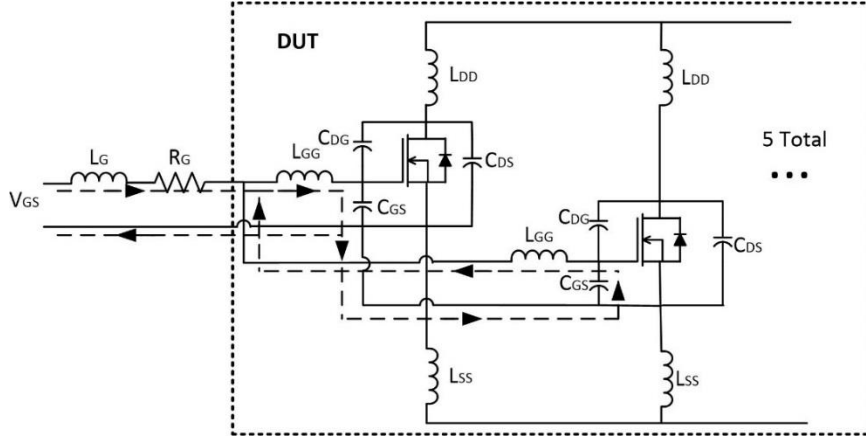 DUT
LDD
LDD
CDG
5 Total
...
LG
RG
LGG
CDS
VGS
CGS
CDG
LGG
CDS
CGS
LSS
LSS